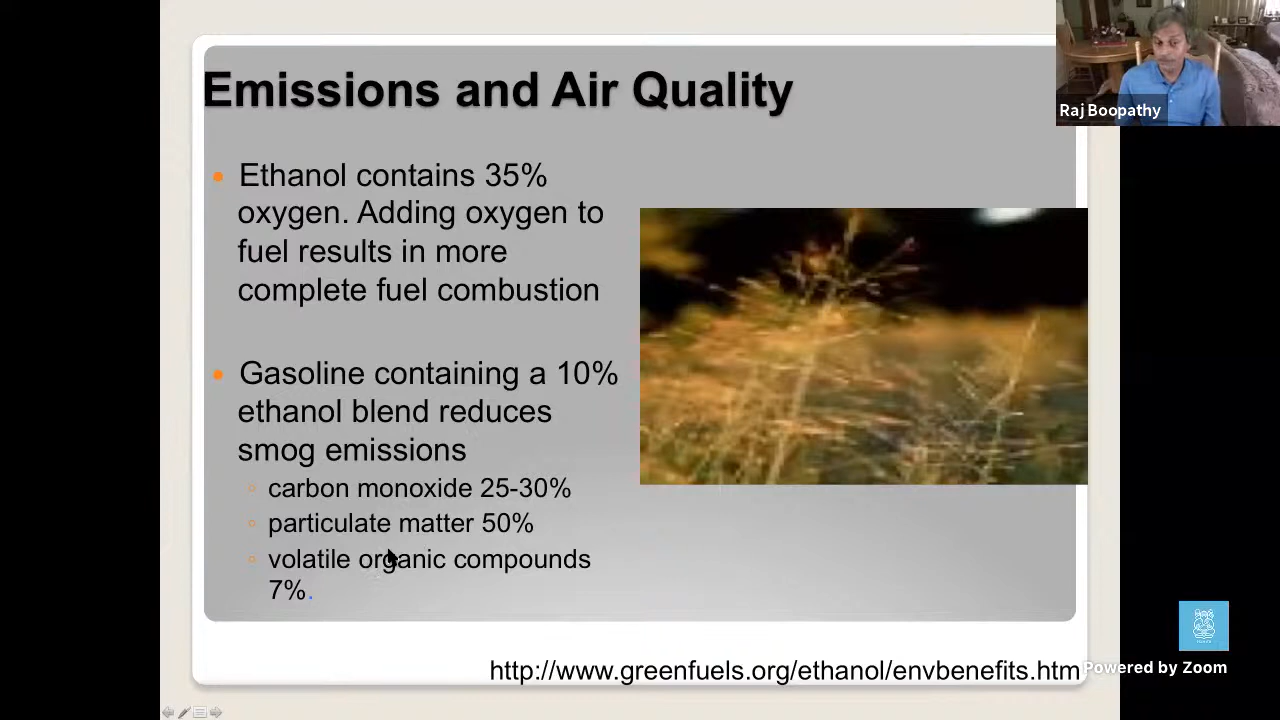 Emissions and Air Quality
Raj Boopathy
Ethanol contains 35%
oxygen. Adding oxygen to
fuel results in more
complete fuel combustion
Gasoline containing a 10%
ethanol blend reduces
smog emissions
carbon monoxide 25-30%
particulate matter 50%
volatile organic compounds
7%.
http://www.greenfuels.org/ethanol/envbenefits.htm
Powered by Zoom